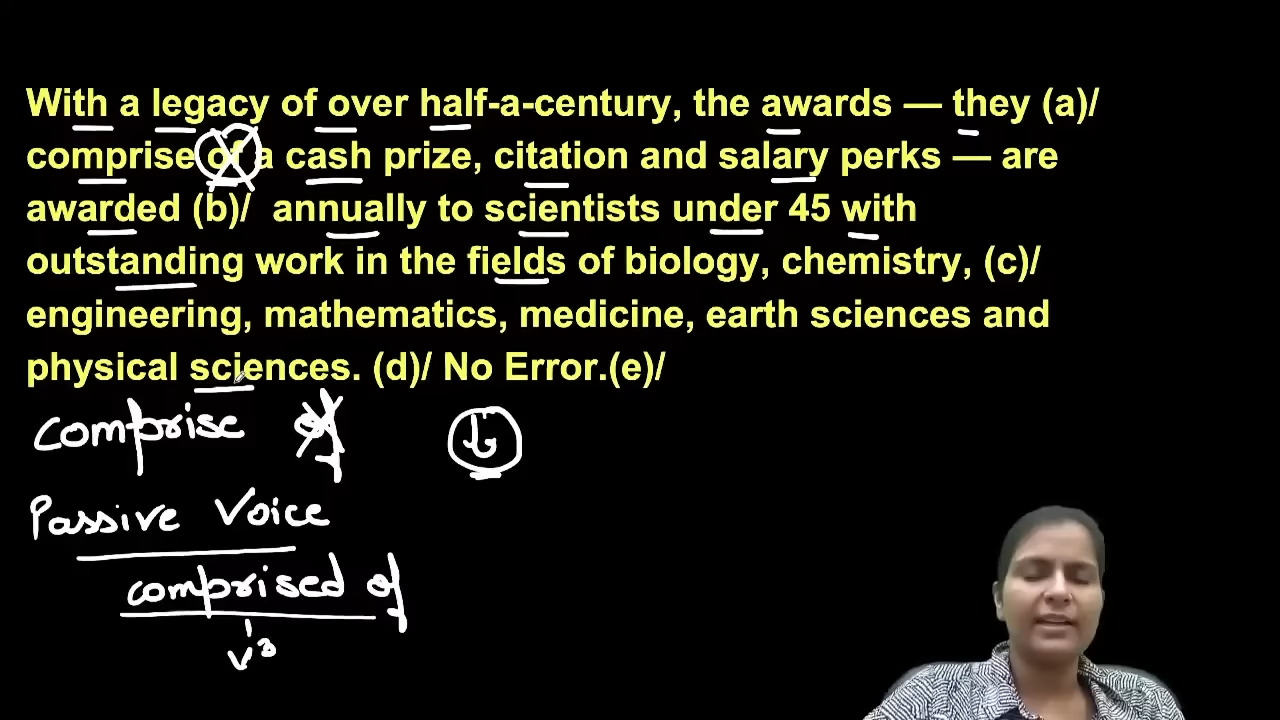 With a legacy of over half-a-century, the awards — they (a)/
comprise of a cash prize, citation and salary perks — are
awarded (b)/ annually to scientists under 45 with
outstanding work in the fields of biology, chemistry, (c)/
engineering, mathematics, medicine, earth sciences and
physical sciences. (d)/ No Error.(e)/
comprise of
b
Passive Voice
comprised of
V3